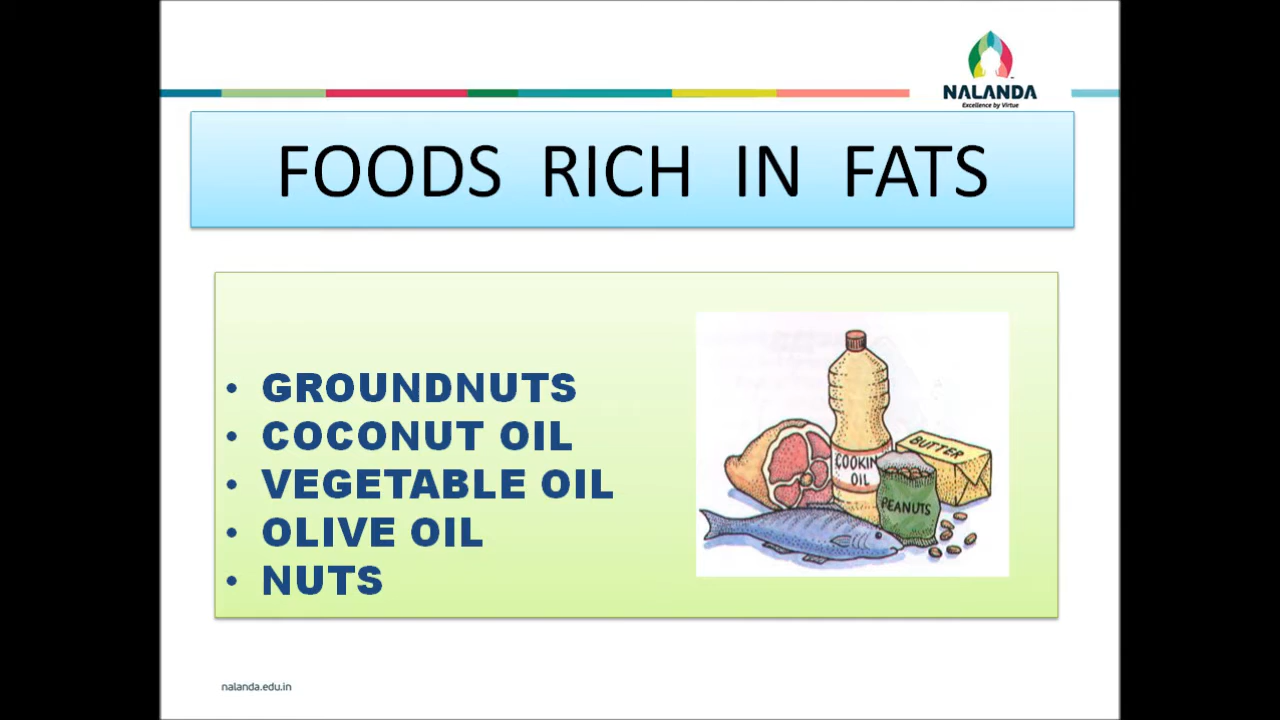 NALANDA
Excellence by Virtue
FOODS RICH IN FATS
• GROUNDNUTS
• COCONUT OIL
• VEGETABLE OIL
• OLIVE OIL
• NUTS
COOKIN
OIL
BUTTER
PEANUTS
nalanda.edu.in